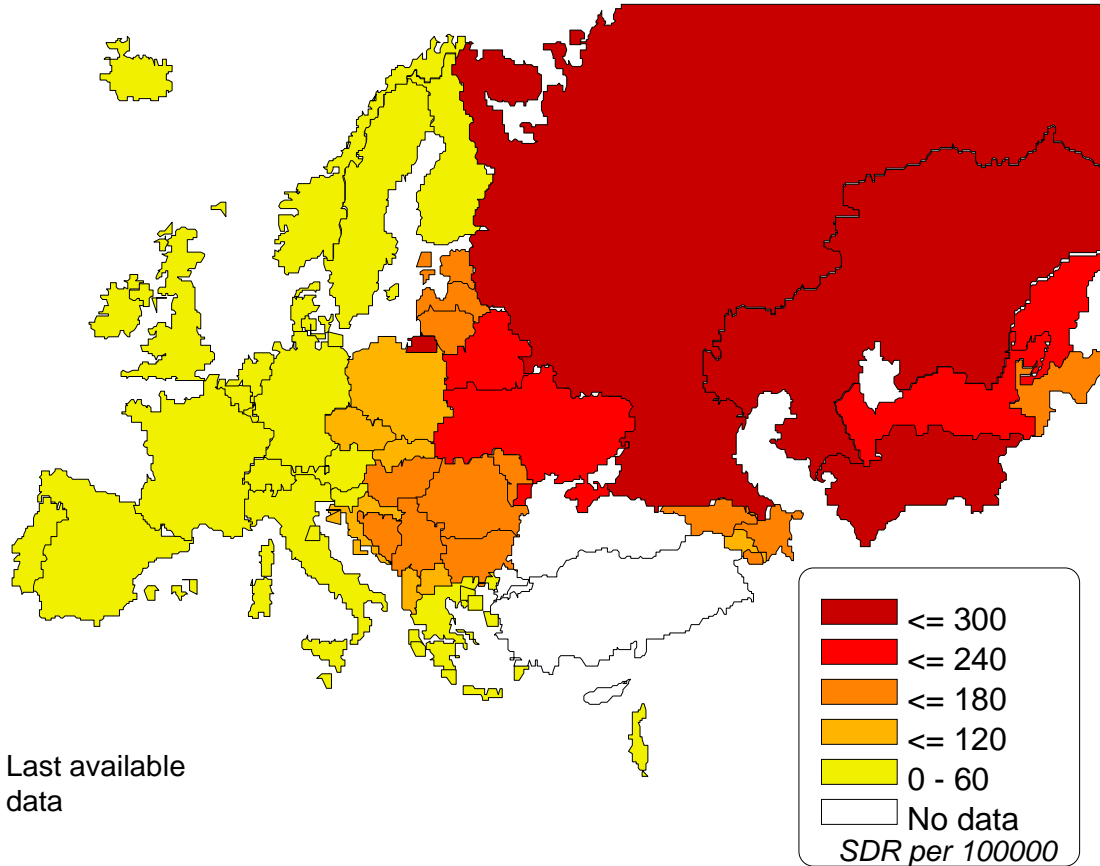 <= 300
<= 240
<= 180
<= 120
0 - 60
No data
SDR per 100000
Last available
data